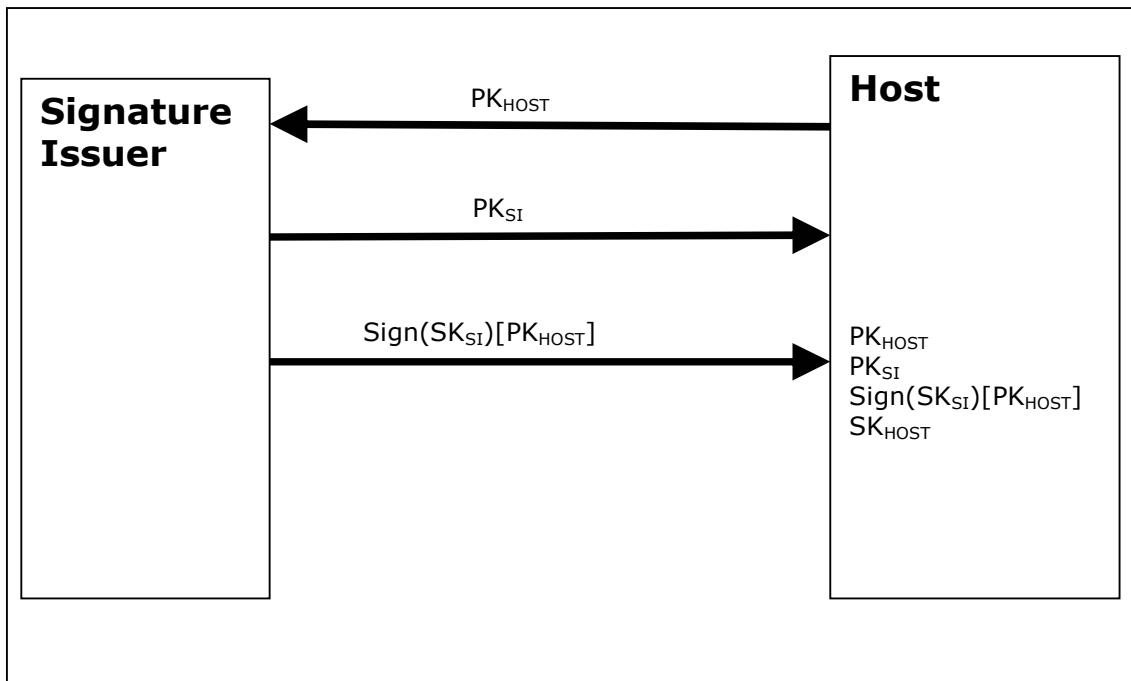 Signature
Issuer
PK_HOST
PK_SI
Sign(SK_SI)[PK_HOST]
Host
PK_HOST
PK_SI
Sign(SK_SI)[PK_HOST]
SK_HOST